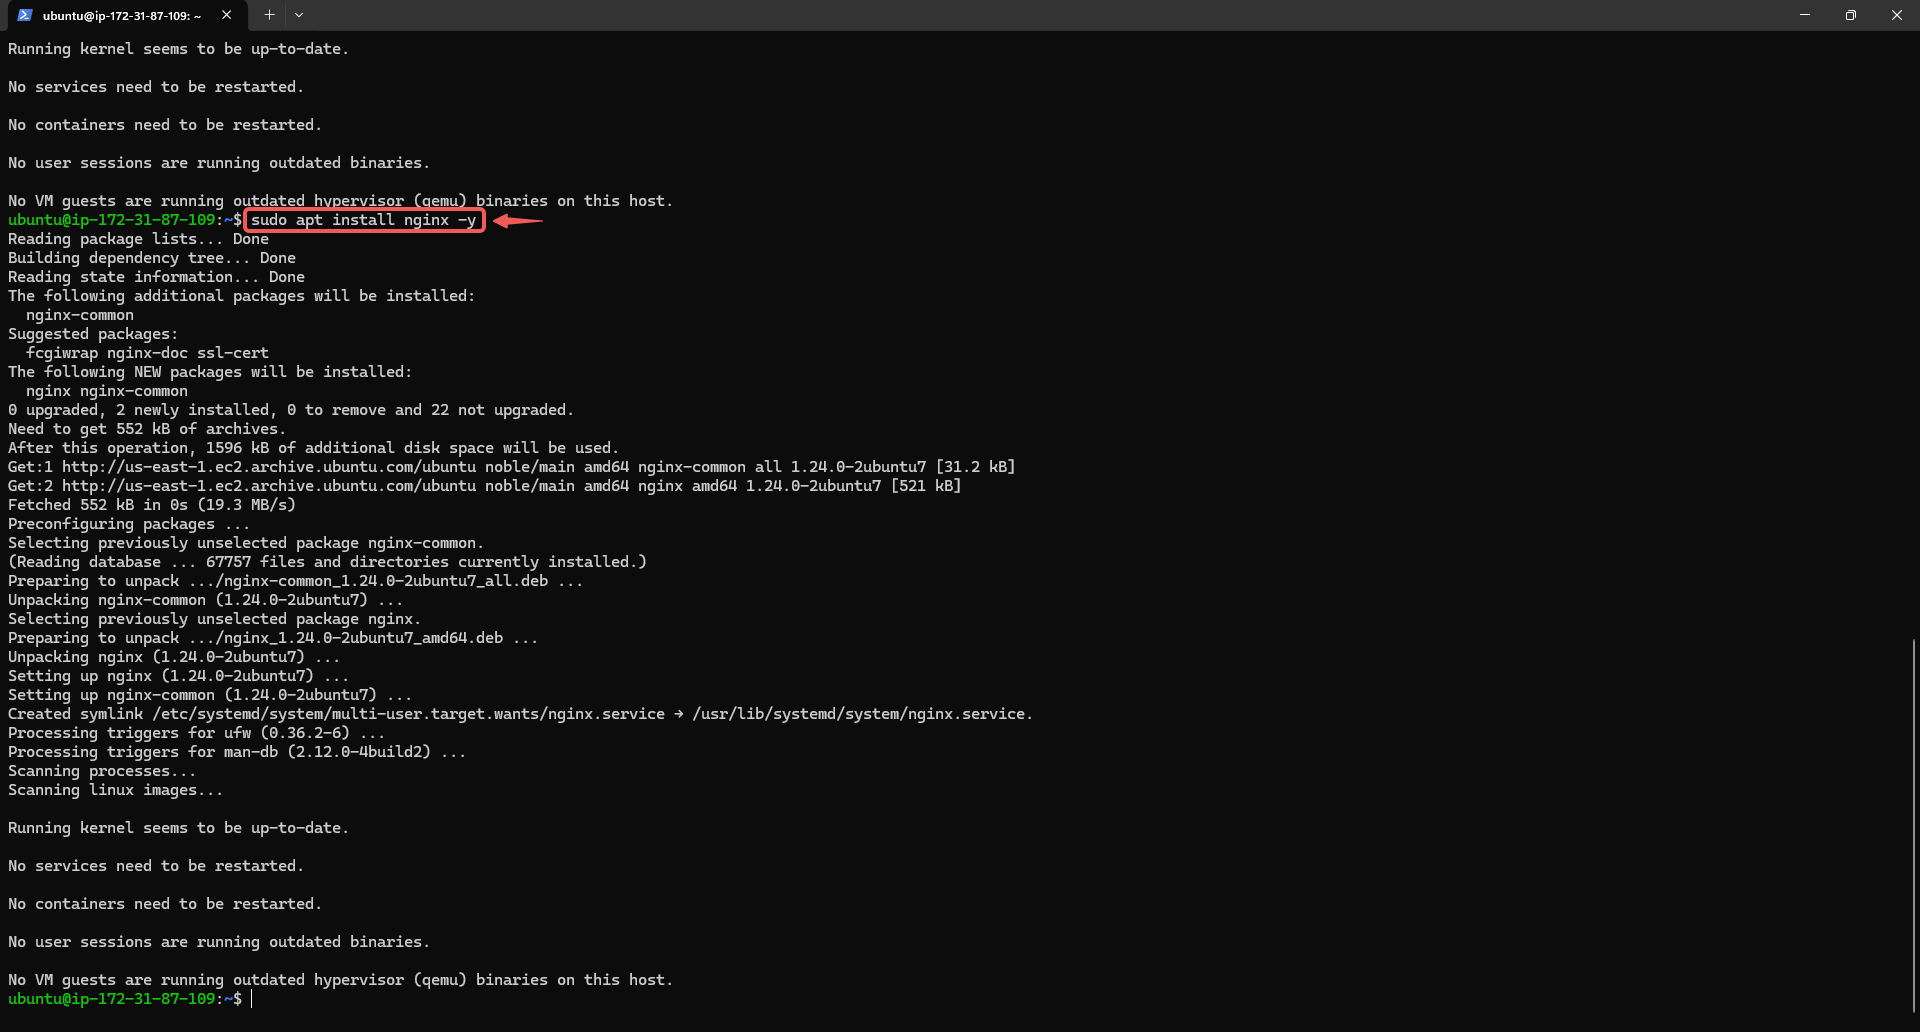 ubuntu@ip-172-31-87-109: ~
Running kernel seems to be up-to-date.
No services need to be restarted.
No containers need to be restarted.
No user sessions are running outdated binaries.
No VM guests are running outdated hypervisor (qemu) binaries on this host.
ubuntu@ip-172-31-87-109:~$ sudo apt install nginx -y
Reading package lists... Done
Building dependency tree... Done
Reading state information... Done
The following additional packages will be installed:
  nginx-common
Suggested packages:
  fcgiwrap nginx-doc ssl-cert
The following NEW packages will be installed:
  nginx nginx-common
0 upgraded, 2 newly installed, 0 to remove and 22 not upgraded.
Need to get 552 kB of archives.
After this operation, 1596 kB of additional disk space will be used.
Get:1 http://us-east-1.ec2.archive.ubuntu.com/ubuntu noble/main amd64 nginx-common all 1.24.0-2ubuntu7 [31.2 kB]
Get:2 http://us-east-1.ec2.archive.ubuntu.com/ubuntu noble/main amd64 nginx amd64 1.24.0-2ubuntu7 [521 kB]
Fetched 552 kB in 0s (19.3 MB/s)
Preconfiguring packages ...
Selecting previously unselected package nginx-common.
(Reading database ... 67757 files and directories currently installed.)
Preparing to unpack .../nginx-common_1.24.0-2ubuntu7_all.deb ...
Unpacking nginx-common (1.24.0-2ubuntu7) ...
Selecting previously unselected package nginx.
Preparing to unpack .../nginx_1.24.0-2ubuntu7_amd64.deb ...
Unpacking nginx (1.24.0-2ubuntu7) ...
Setting up nginx (1.24.0-2ubuntu7) ...
Setting up nginx-common (1.24.0-2ubuntu7) ...
Created symlink /etc/systemd/system/multi-user.target.wants/nginx.service → /usr/lib/systemd/system/nginx.service.
Processing triggers for ufw (0.36.2-6) ...
Processing triggers for man-db (2.12.0-4build2) ...
Scanning processes...
Scanning linux images...
Running kernel seems to be up-to-date.
No services need to be restarted.
No containers need to be restarted.
No user sessions are running outdated binaries.
No VM guests are running outdated hypervisor (qemu) binaries on this host.
ubuntu@ip-172-31-87-109:~$